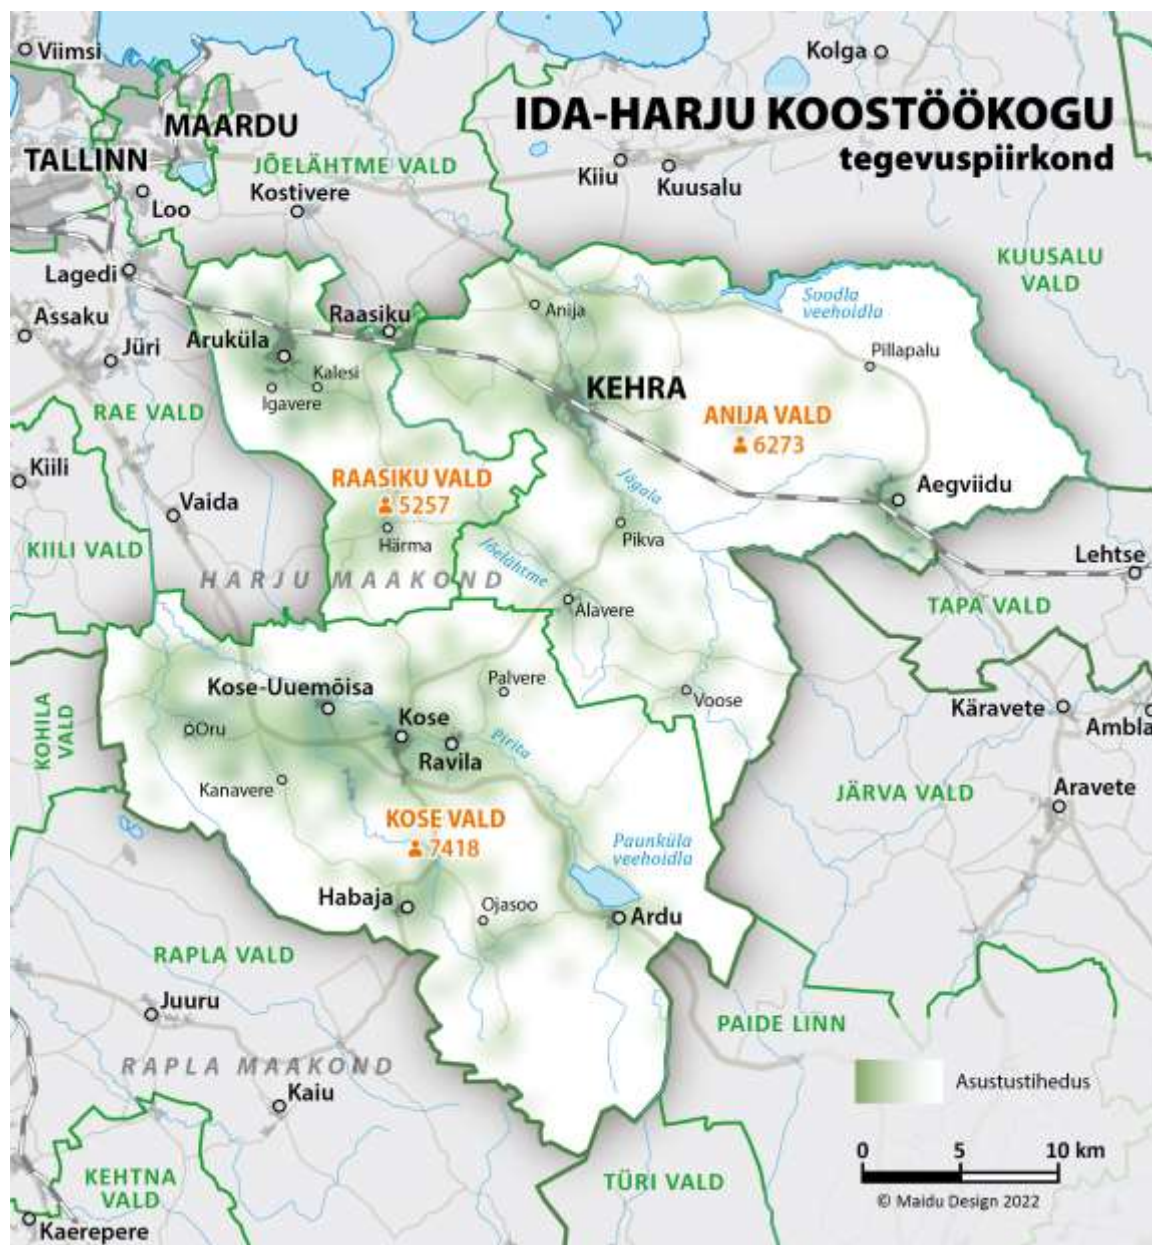 Viimsi
Kolga
MAARDU
IDA-HARJU KOOSTÖÖKOGU
tegevuspiirkond
TALLINN
JÕELÄHTME VALD
Kiiu
Kuusalu
Kostivere
Loo
KUUSALU
VALD
Lagedi
Soodla
veehoidla
Assaku
Raasiku
Anija
Aruküla
Jüri
Pillapalu
Kalesi
Igavere
KEHRA
RAE VALD
ANIJA VALD
6273
Kiili
RAASIKU VALD
5257
Jägala
Aegviidu
Vaida
Härma
Pikva
KIILI VALD
Jõelähtme
Lehtse
HARJU MAAKOND
Alavere
TAPA VALD
Kose-Uuemõisa
Palvere
Voose
Käravete
Ambla
KOHILA
VALD
Oru
Kose
Ravila
Pirita
Kanavere
JÄRVA VALD
Aravete
KOSE VALD
7418
Paunküla
veehoidla
Habaja
Ojasoo
Ardu
RAPLA VALD
Juuru
PAIDE LINN
RAPLA MAAKOND
Asustustihedus
Kaiu
0 5 10 km
KEHTNA
VALD
TÜRI VALD
© Maidu Design 2022
Kaerepere